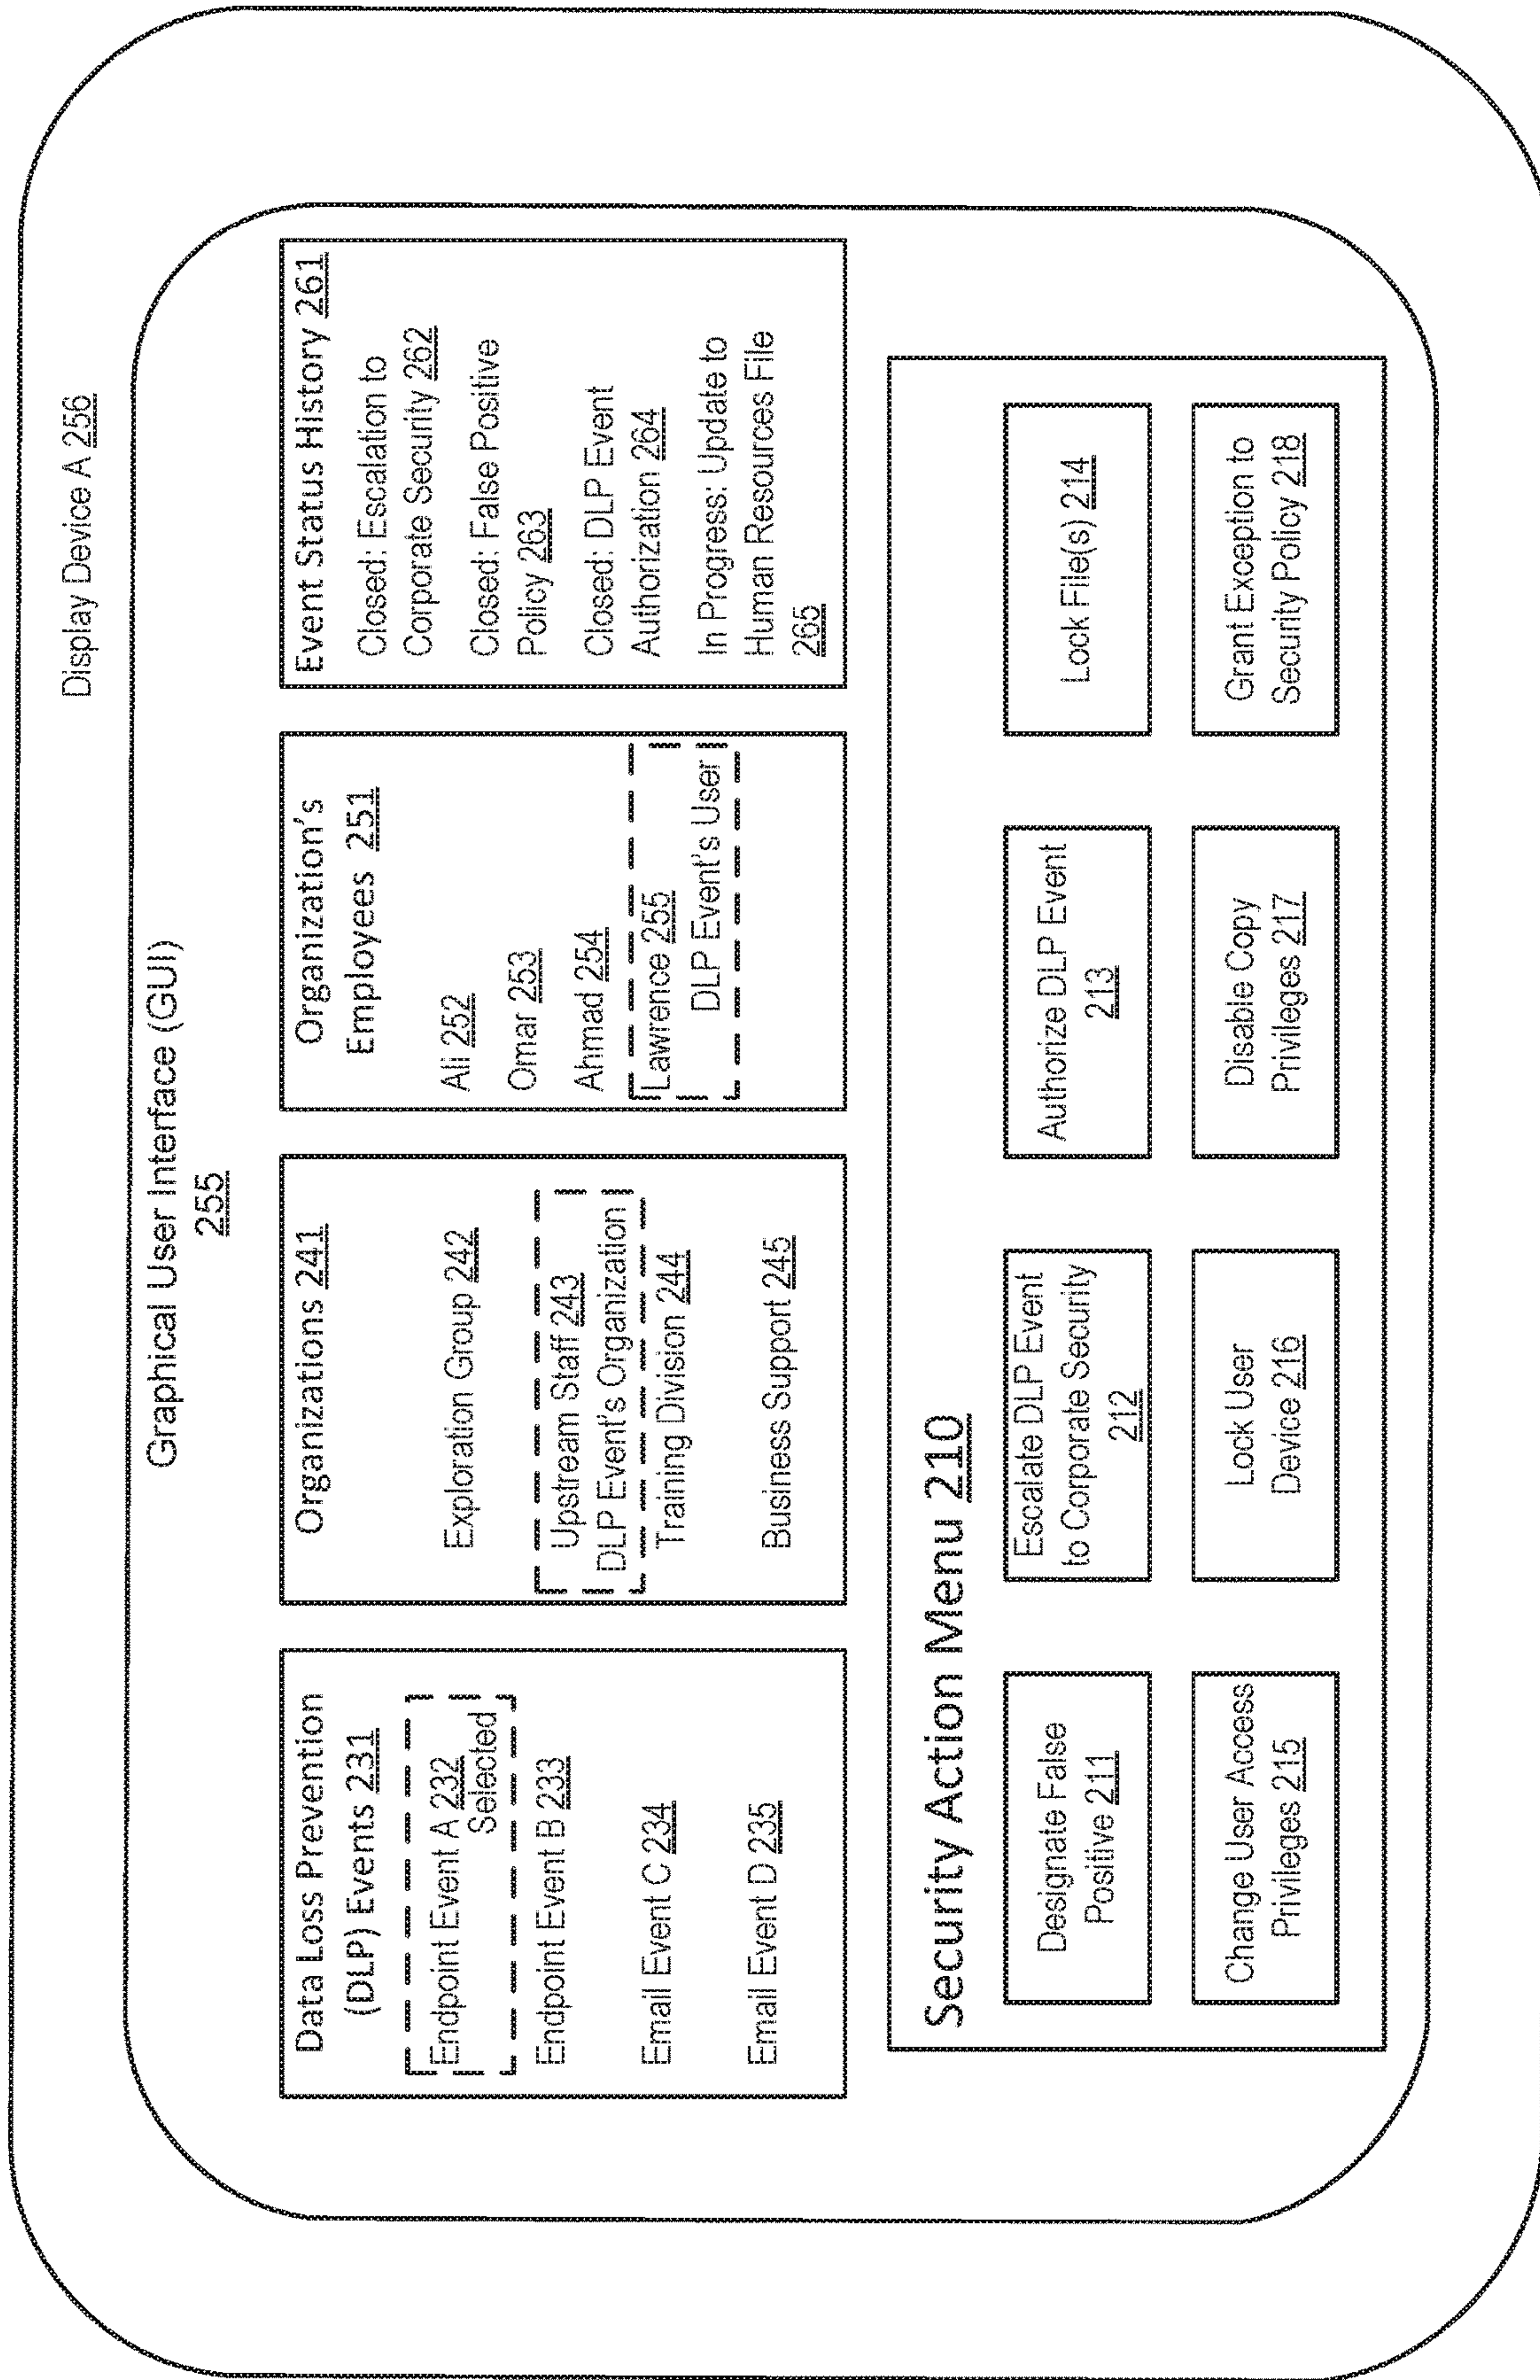 Display Device A 256
Graphical User Interface (GUI)
255
Data Loss Prevention
(DLP) Events 231
Endpoint Event A 232
Selected
Endpoint Event B 233
Email Event C 234
Email Event D 235
Organizations 241
Exploration Group 242
Upstream Staff 243
DLP Event's Organization
Training Division 244
Business Support 245
Organization's
Employees 251
Ali 252
Omar 253
Ahmad 254
Lawrence 255
DLP Event's User
Event Status History 261
Closed: Escalation to
Corporate Security 262
Closed: False Positive
Policy 263
Closed: DLP Event
Authorization 264
In Progress: Update to
Human Resources File
265
Security Action Menu 210
Designate False
Positive 211
Escalate DLP Event
to Corporate Security
212
Authorize DLP Event
213
Lock File(s) 214
Change User Access
Privileges 215
Lock User
Device 216
Disable Copy
Privileges 217
Grant Exception to
Security Policy 218